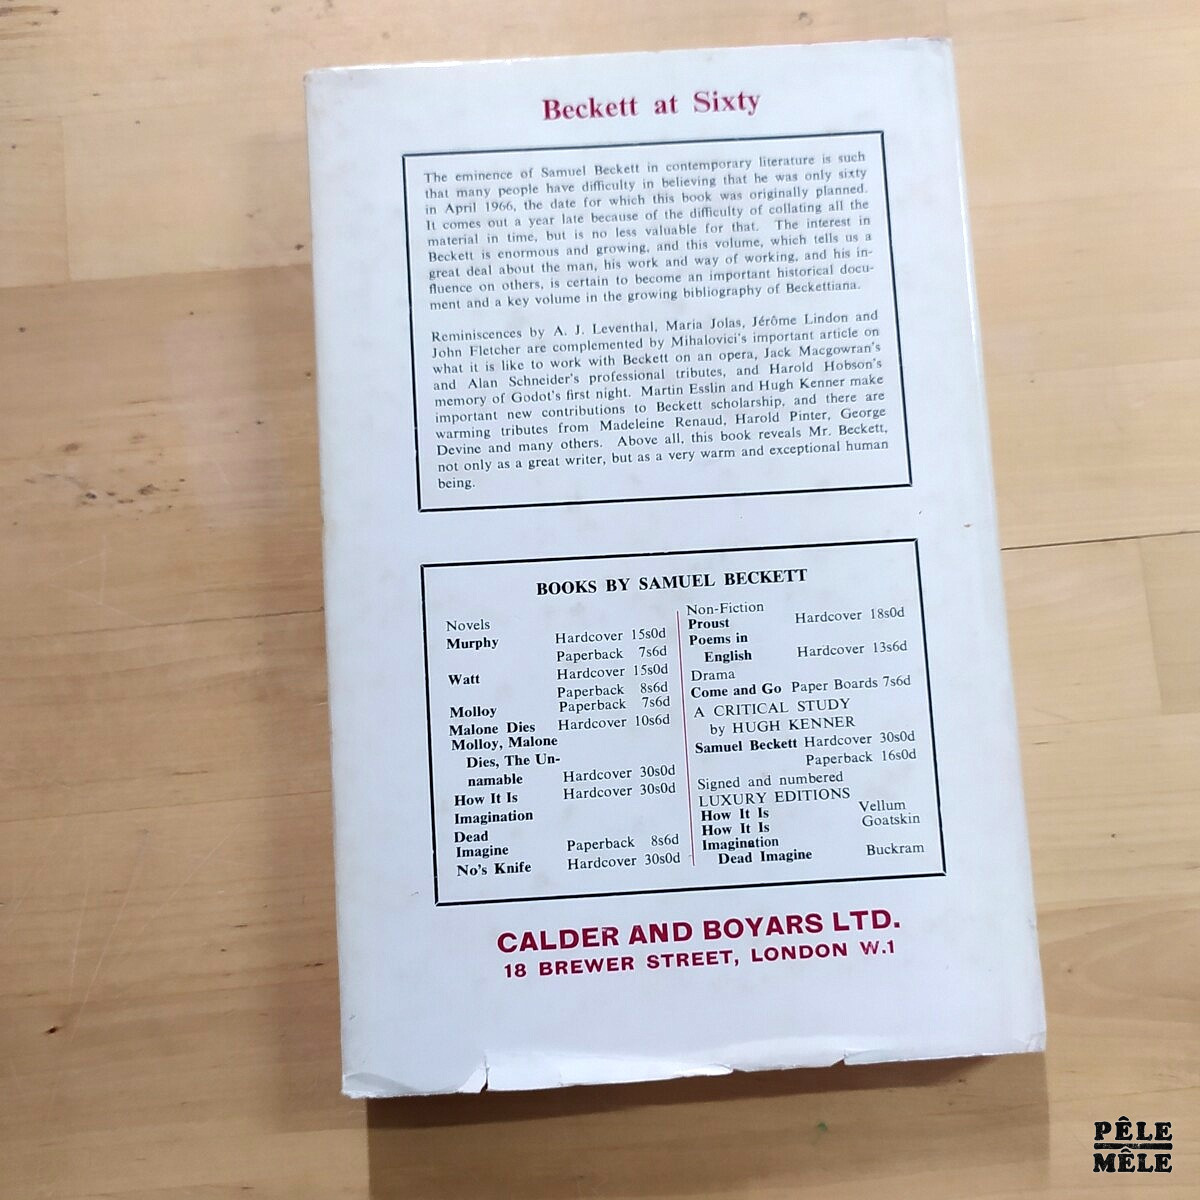 Beckett at Sixty
The eminence of Samuel Beckett in contemporary literature is such
that many people have difficulty in believing that he was only sixty
in April 1966, the date for which this book was originally planned.
It comes out a year late because of the difficulty of collating all the
material in time, but is no less valuable for that. The interest in
Beckett is enormous and growing, and this volume, which tells us a
great deal about the man, his work and way of working, and his in-
fluence on others, is certain to become an important historical docu-
ment and a key volume in the growing bibliography of Beckettiana.
Reminiscences by A. J. Leventhal, Maria Jolas, Jérôme Lindon and
John Fletcher are complemented by Mihalovici's important article on
what it is like to work with Beckett on an opera, Jack Macgowran's
and Alan Schneider's professional tributes, and Harold Hobson's
memory of Godot's first night. Martin Esslin and Hugh Kenner make
important new contributions to Beckett scholarship, and there are
warming tributes from Madeleine Renaud, Harold Pinter, George
Devine and many others. Above all, this book reveals Mr. Beckett,
not only as a great writer, but as a very warm and exceptional human
being.
BOOKS BY SAMUEL BECKETT
Novels
Murphy Hardcover 15s0d
Paperback 7s6d
Watt Hardcover 15s0d
Paperback 8s6d
Molloy Paperback 7s6d
Malone Dies Hardcover 10s6d
Molloy, Malone
Dies, The Un-
namable Hardcover 30s0d
How It Is Hardcover 30s0d
Imagination
Dead
Imagine Paperback 8s6d
No's Knife Hardcover 30s0d
Non-Fiction
Proust Hardcover 18s0d
Poems in
English Hardcover 13s6d
Drama
Come and Go Paper Boards 7s6d
A CRITICAL STUDY
by HUGH KENNER
Samuel Beckett Hardcover 30s0d
Paperback 16s0d
Signed and numbered
LUXURY EDITIONS
How It Is Vellum
How It Is Goatskin
Imagination
Dead Imagine Buckram
CALDER AND BOYARS LTD.
18 BREWER STREET, LONDON W.1
PÊLE
MÊLE